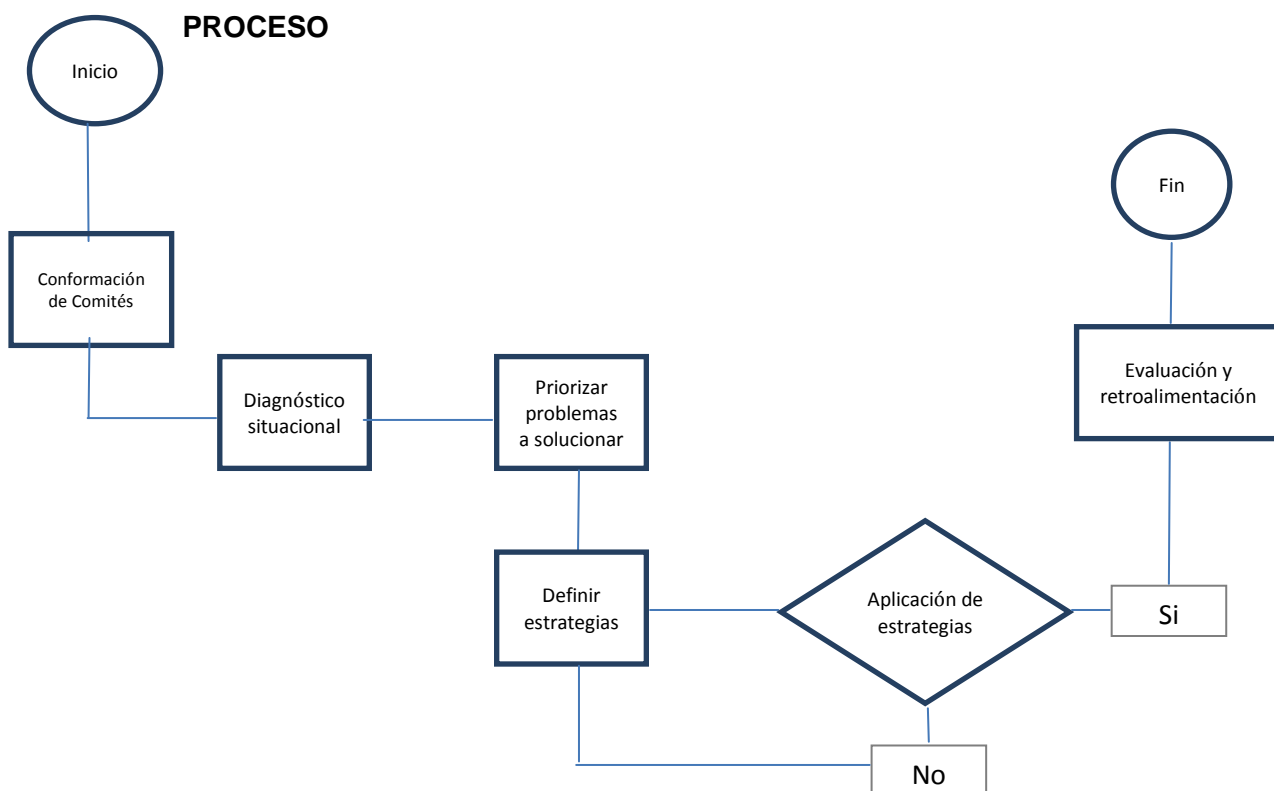 PROCESO
Inicio
Conformación
de Comités
Diagnóstico
situacional
Priorizar
problemas
a solucionar
Definir
estrategias
Aplicación de
estrategias
No
Si
Evaluación y
retroalimentación
Fin